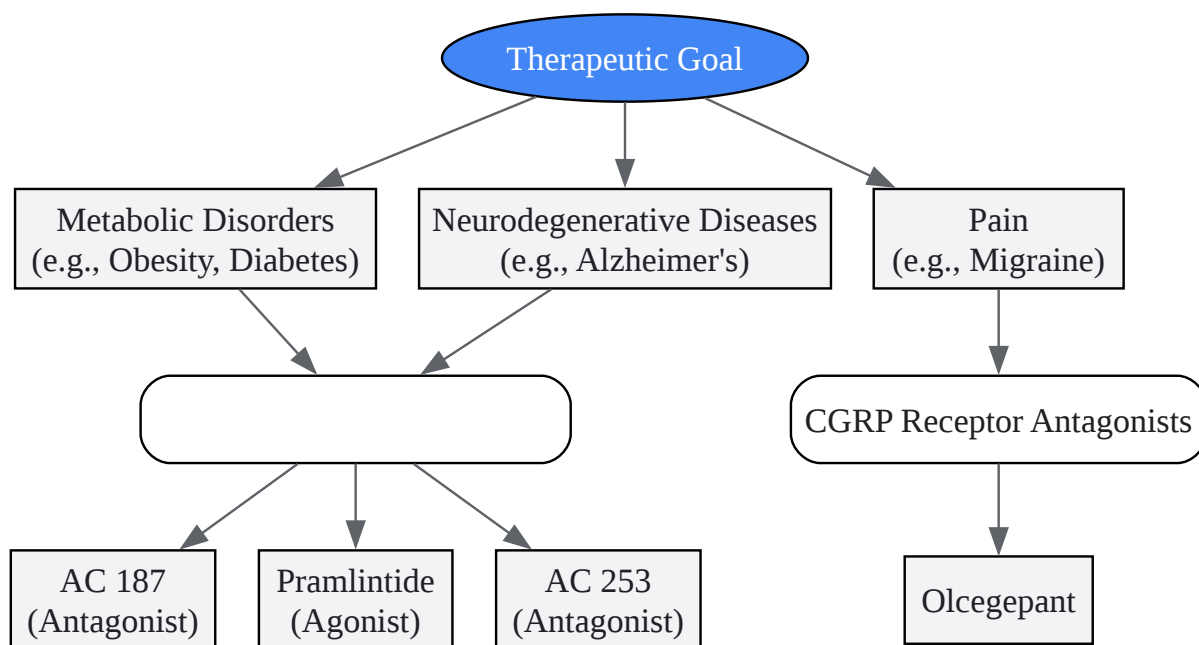 Therapeutic Goal
Metabolic Disorders
(e.g., Obesity, Diabetes)
Neurodegenerative Diseases
(e.g., Alzheimer's)
Pain
(e.g., Migraine)
CGRP Receptor Antagonists
AC 187
(Antagonist)
Pramlintide
(Agonist)
AC 253
(Antagonist)
Olcegepant